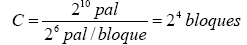 C = 2^10 pal / 2^6 pal/bloque = 2^4 bloques